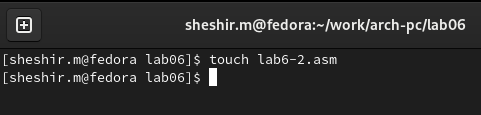 sheshir.m@fedora:~/work/arch-pc/lab06
[sheshir.m@fedora lab06]$ touch lab6-2.asm
[sheshir.m@fedora lab06]$